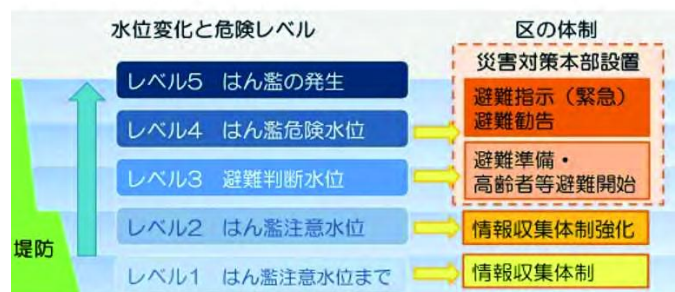 水位変化と危険レベル
区の体制
災害対策本部設置
レベル5 はん濫の発生
避難指示（緊急）
避難勧告
レベル4 はん濫危険水位
避難準備・
高齢者等避難開始
レベル3 避難判断水位
レベル2 はん濫注意水位
情報収集体制強化
堤防
レベル1 はん濫注意水位まで
情報収集体制